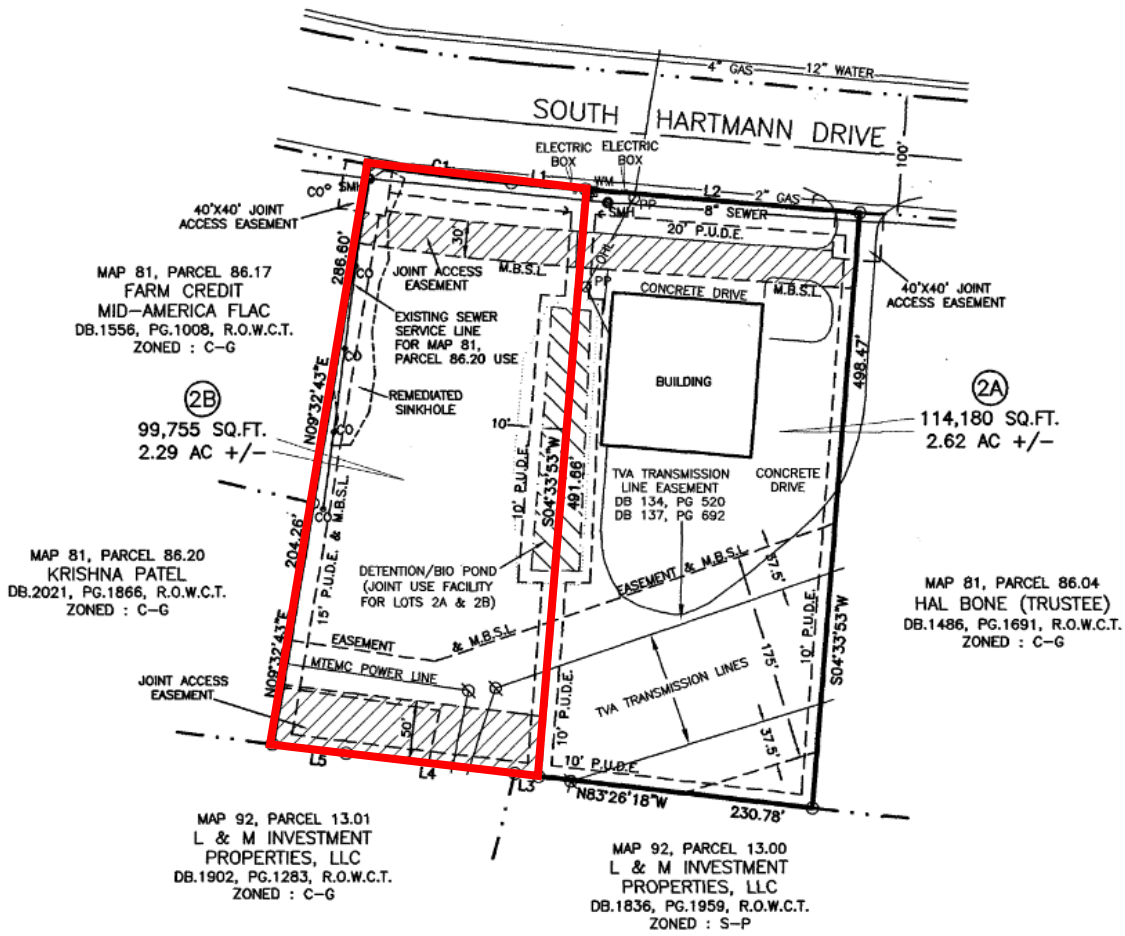 4" GAS 12" WATER
SOUTH HARTMANN DRIVE
100'
ELECTRIC
BOX
ELECTRIC
BOX
C1
L1
WM
L2
2" GAS
CO
SMH
PP
SMH
8" SEWER
20' P.U.D.E.
40'X40' JOINT
ACCESS EASEMENT
30'
JOINT ACCESS
EASEMENT
M.B.S.L.
OHL
PP
CONCRETE DRIVE
M.B.S.L.
40'X40' JOINT
ACCESS EASEMENT
286.60'
CO
MAP 81, PARCEL 86.17
FARM CREDIT
MID-AMERICA FLAC
DB.1556, PG.1008, R.O.W.C.T.
ZONED : C-G
EXISTING SEWER
SERVICE LINE
FOR MAP 81,
PARCEL 86.20 USE
CO
REMEDIATED
SINKHOLE
BUILDING
498.47'
2B
99,755 SQ.FT.
2.29 AC +/-
N09°32'43"E
CO
10'
2A
114,180 SQ.FT.
2.62 AC +/-
10' P.U.D.E.
S04°33'53"W
491.66'
TVA TRANSMISSION
LINE EASEMENT
DB 134, PG 520
DB 137, PG 692
CONCRETE
DRIVE
CO
204.26'
15' P.U.D.E. & M.B.S.L.
MAP 81, PARCEL 86.20
KRISHNA PATEL
DB.2021, PG.1866, R.O.W.C.T.
ZONED : C-G
DETENTION/BIO POND
(JOINT USE FACILITY
FOR LOTS 2A & 2B)
EASEMENT & M.B.S.L
37.5'
MAP 81, PARCEL 86.04
HAL BONE (TRUSTEE)
DB.1486, PG.1691, R.O.W.C.T.
ZONED : C-G
10' P.U.D.E.
S04°33'53"W
N09°32'43"E
EASEMENT & M.B.S.L
MTEMC POWER LINE
175'
TVA TRANSMISSION LINES
JOINT ACCESS
EASEMENT
50'
10' P.U.D.E.
37.5'
10' P.U.D.E.
L5
L4
L3
N83°26'18"W
230.78'
MAP 92, PARCEL 13.01
L & M INVESTMENT
PROPERTIES, LLC
DB.1902, PG.1283, R.O.W.C.T.
ZONED : C-G
MAP 92, PARCEL 13.00
L & M INVESTMENT
PROPERTIES, LLC
DB.1836, PG.1959, R.O.W.C.T.
ZONED : S-P